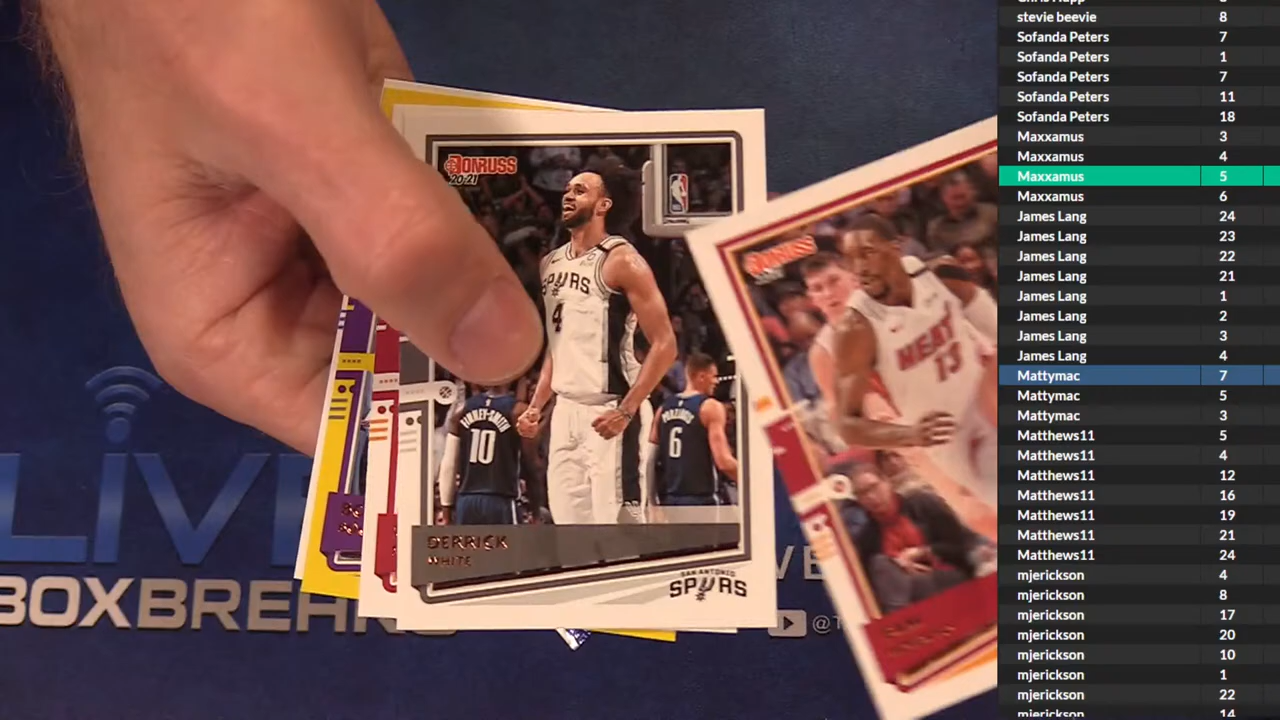 DONRUSS
20-21
SPURS
4
10
6
DERRICK
WHITE
SAN ANTONIO
SPURS
DONRUSS
HEAT
13
LIVE
BOXBREA
stevie beevie 8
Sofanda Peters 7
Sofanda Peters 1
Sofanda Peters 7
Sofanda Peters 11
Sofanda Peters 18
Maxxamus 3
Maxxamus 4
Maxxamus 5
Maxxamus 6
James Lang 24
James Lang 23
James Lang 22
James Lang 21
James Lang 1
James Lang 2
James Lang 3
James Lang 4
Mattymac 7
Mattymac 5
Mattymac 3
Matthews11 5
Matthews11 4
Matthews11 12
Matthews11 16
Matthews11 19
Matthews11 21
Matthews11 24
mjerickson 4
mjerickson 8
mjerickson 17
mjerickson 20
mjerickson 10
mjerickson 1
mjerickson 22
mjerickson 14